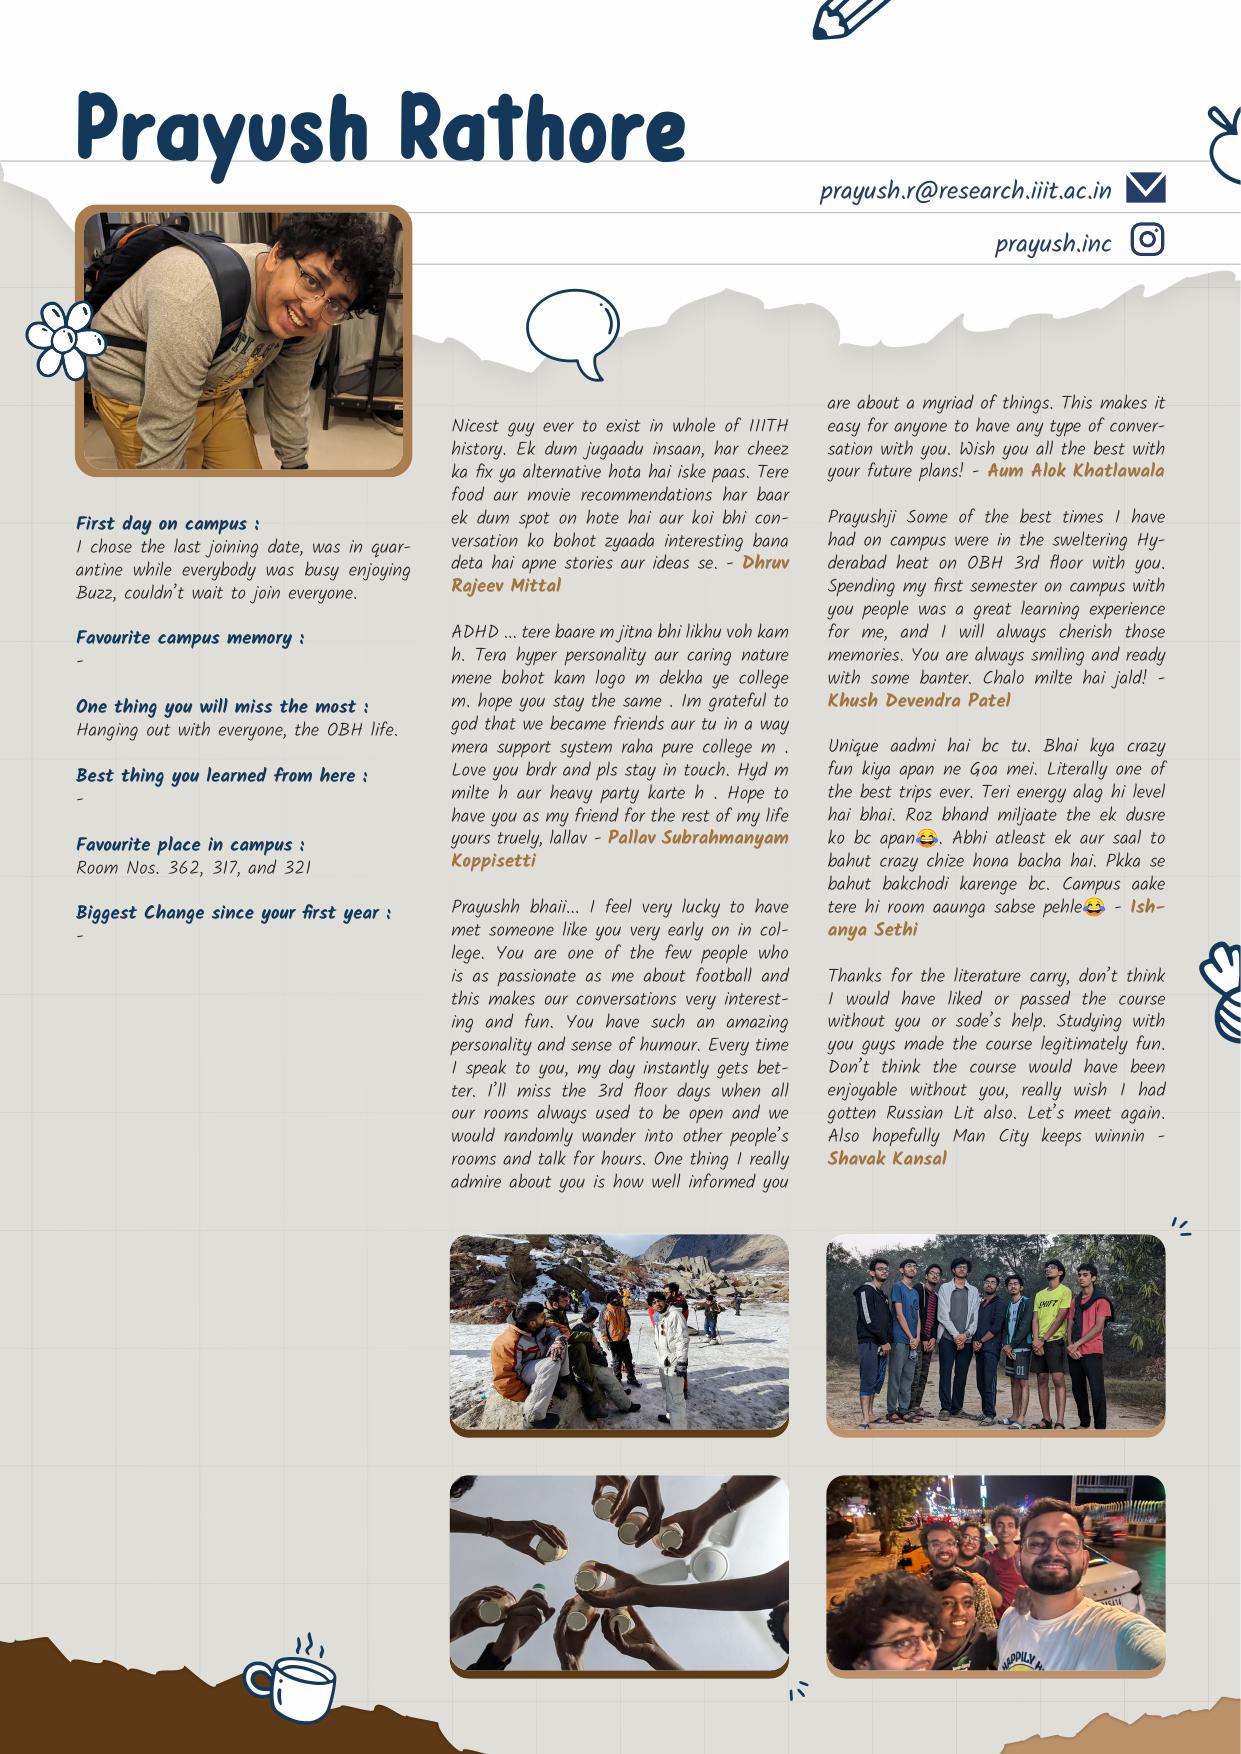 Prayush Rathore
prayush.r@research.iiit.ac.in
prayush.inc
First day on campus :
I chose the last joining date, was in quar-
antine while everybody was busy enjoying
Buzz, couldn't wait to join everyone.
Favourite campus memory :
-
One thing you will miss the most :
Hanging out with everyone, the OBH life.
Best thing you learned from here :
-
Favourite place in campus :
Room Nos. 362, 317, and 321
Biggest Change since your first year :
-
Nicest guy ever to exist in whole of IIITH
history. Ek dum jugaadu insaan, har cheez
ka fix ya alternative hota hai iske paas. Tere
food aur movie recommendations har baar
ek dum spot on hote hai aur koi bhi con-
versation ko bohot zyaada interesting bana
deta hai apne stories aur ideas se. - Dhruv
Rajeev Mittal
ADHD ... tere baare m jitna bhi likhu voh kam
h. Tera hyper personality aur caring nature
mene bohot kam logo m dekha ye college
m. hope you stay the same . Im grateful to
god that we became friends aur tu in a way
mera support system raha pure college m .
Love you brdr and pls stay in touch. Hyd m
milte h aur heavy party karte h . Hope to
have you as my friend for the rest of my life
yours truely, lallav - Pallav Subrahmanyam
Koppisetti
Prayushh bhaii... I feel very lucky to have
met someone like you very early on in col-
lege. You are one of the few people who
is as passionate as me about football and
this makes our conversations very interest-
ing and fun. You have such an amazing
personality and sense of humour. Every time
I speak to you, my day instantly gets bet-
ter. I'll miss the 3rd floor days when all
our rooms always used to be open and we
would randomly wander into other people's
rooms and talk for hours. One thing I really
admire about you is how well informed you
are about a myriad of things. This makes it
easy for anyone to have any type of conver-
sation with you. Wish you all the best with
your future plans! - Aum Alok Khatlawala
Prayushji Some of the best times I have
had on campus were in the sweltering Hy-
derabad heat on OBH 3rd floor with you.
Spending my first semester on campus with
you people was a great learning experience
for me, and I will always cherish those
memories. You are always smiling and ready
with some banter. Chalo milte hai jald! -
Khush Devendra Patel
Unique aadmi hai bc tu. Bhai kya crazy
fun kiya apan ne Goa mei. Literally one of
the best trips ever. Teri energy alag hi level
hai bhai. Roz bhand miljaate the ek dusre
ko bc apan😂. Abhi atleast ek aur saal to
bahut crazy chize hona bacha hai. Pkka se
bahut bakchodi karenge bc. Campus aake
tere hi room aaunga sabse pehle😂 - Ish-
anya Sethi
Thanks for the literature carry, don't think
I would have liked or passed the course
without you or sode's help. Studying with
you guys made the course legitimately fun.
Don't think the course would have been
enjoyable without you, really wish I had
gotten Russian Lit also. Let's meet again.
Also hopefully Man City keeps winnin -
Shavak Kansal